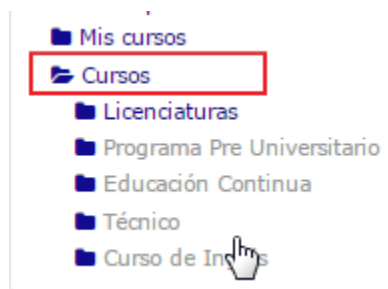 Mis cursos
Cursos
Licenciaturas
Programa Pre Universitario
Educación Continua
Técnico
Curso de